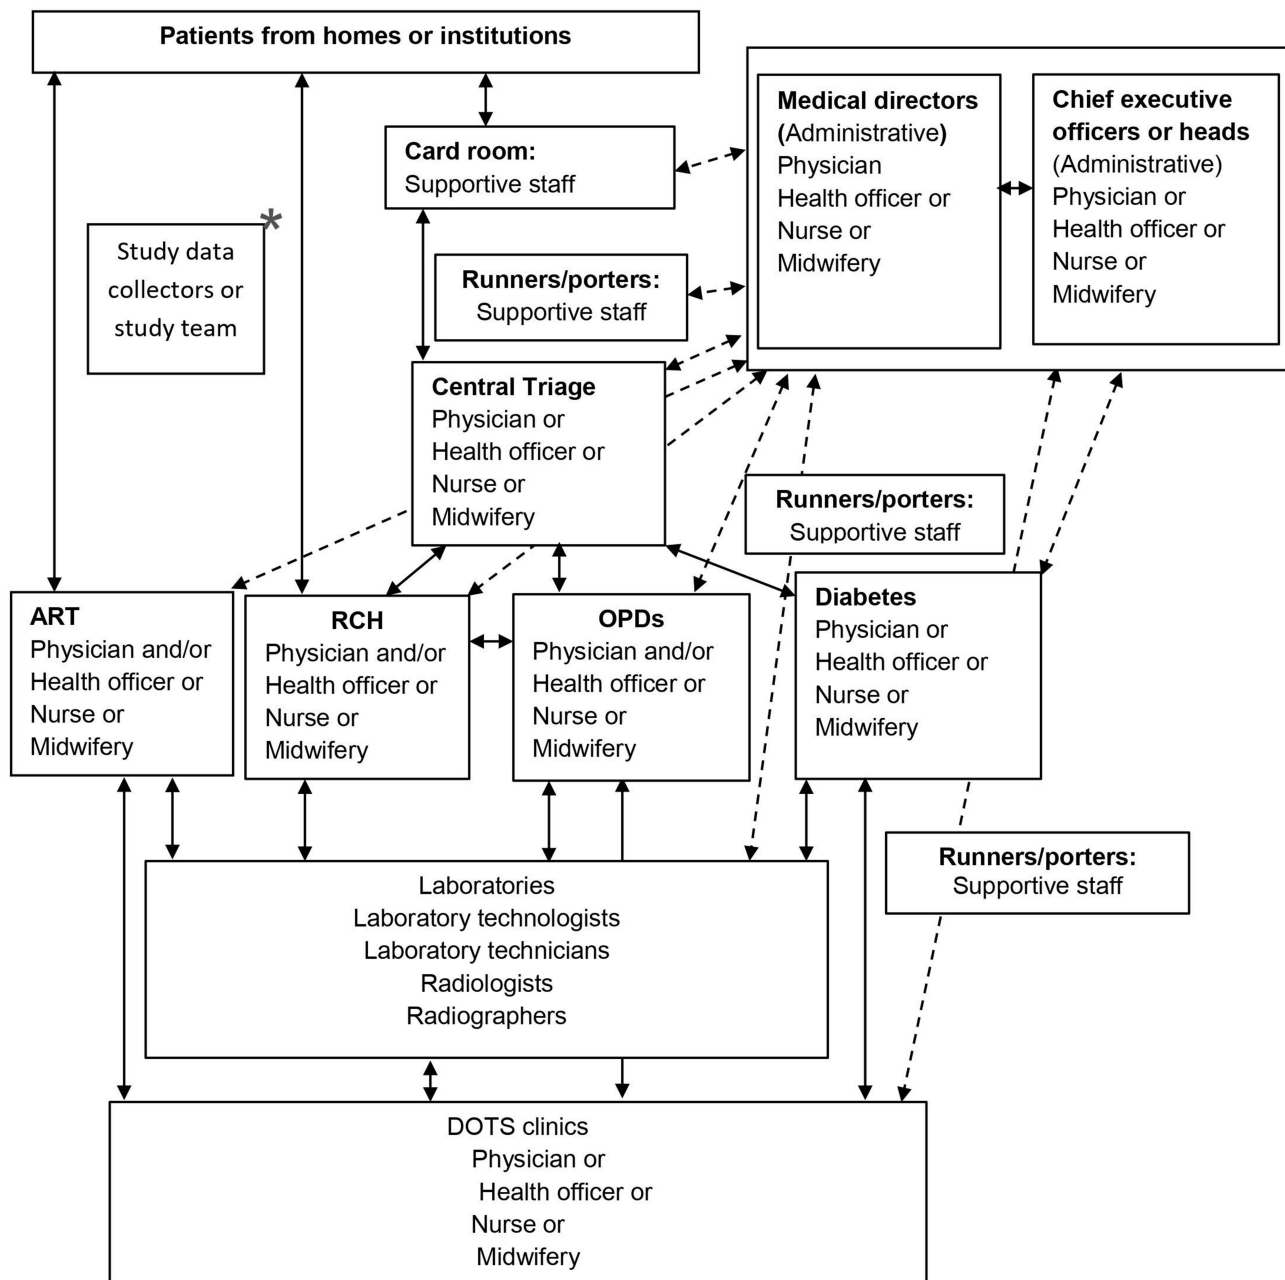 Patients from homes or institutions
Medical directors
(Administrative)
Physician
Health officer or
Nurse or
Midwifery
Chief executive
officers or heads
(Administrative)
Physician or
Health officer or
Nurse or
Midwifery
Card room:
Supportive staff
*
Study data
collectors or
study team
Runners/porters:
Supportive staff
Central Triage
Physician or
Health officer or
Nurse or
Midwifery
Runners/porters:
Supportive staff
ART
Physician and/or
Health officer or
Nurse or
Midwifery
RCH
Physician and/or
Health officer or
Nurse or
Midwifery
OPDs
Physician and/or
Health officer or
Nurse or
Midwifery
Diabetes
Physician or
Health officer or
Nurse or
Midwifery
Runners/porters:
Supportive staff
Laboratories
Laboratory technologists
Laboratory technicians
Radiologists
Radiographers
DOTS clinics
Physician or
Health officer or
Nurse or
Midwifery